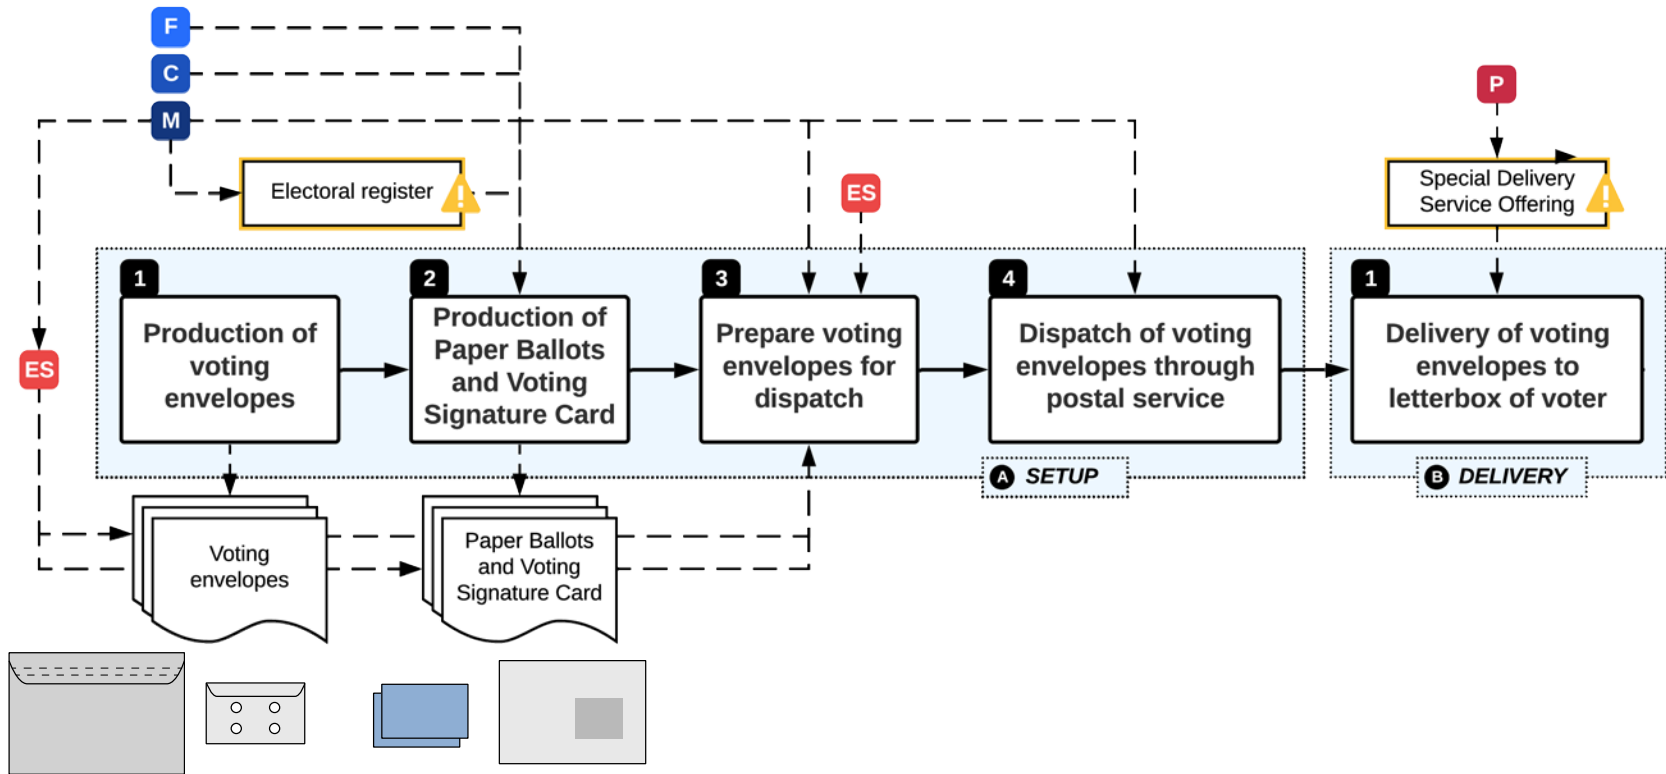 F
C
P
M
Electoral register
ES
Special Delivery
Service Offering
1
2
3
4
1
Production of
voting
envelopes
Production of
Paper Ballots
and Voting
Signature Card
Prepare voting
envelopes for
dispatch
Dispatch of voting
envelopes through
postal service
Delivery of voting
envelopes to
letterbox of voter
ES
A SETUP
B DELIVERY
Voting
envelopes
Paper Ballots
and Voting
Signature Card